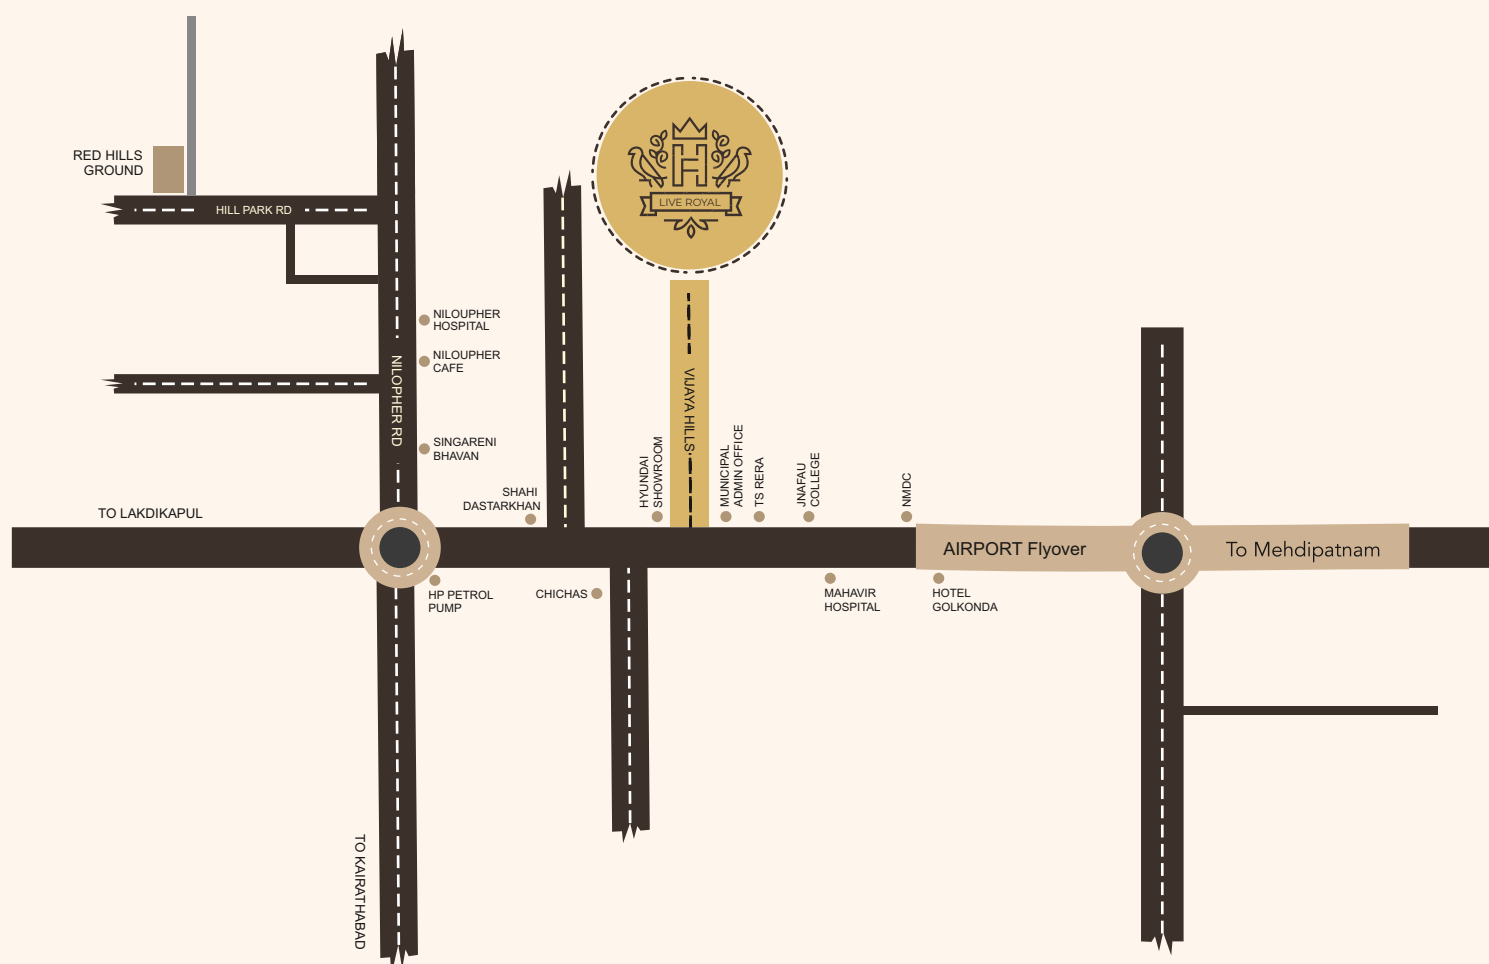 RED HILLS
GROUND
HILL PARK RD
H
LIVE ROYAL
NILOUPHER
HOSPITAL
NILOUPHER
CAFE
NILOPHER RD
SINGARENI
BHAVAN
VIJAYA HILLS
SHAHI
DASTARKHAN
HYUNDAI
SHOWROOM
MUNICIPAL
ADMIN OFFICE
TS RERA
JNAFAU
COLLEGE
NMDC
TO LAKDIKAPUL
AIRPORT Flyover
To Mehdipatnam
HP PETROL
PUMP
CHICHAS
MAHAVIR
HOSPITAL
HOTEL
GOLKONDA
TO KAIRATHABAD